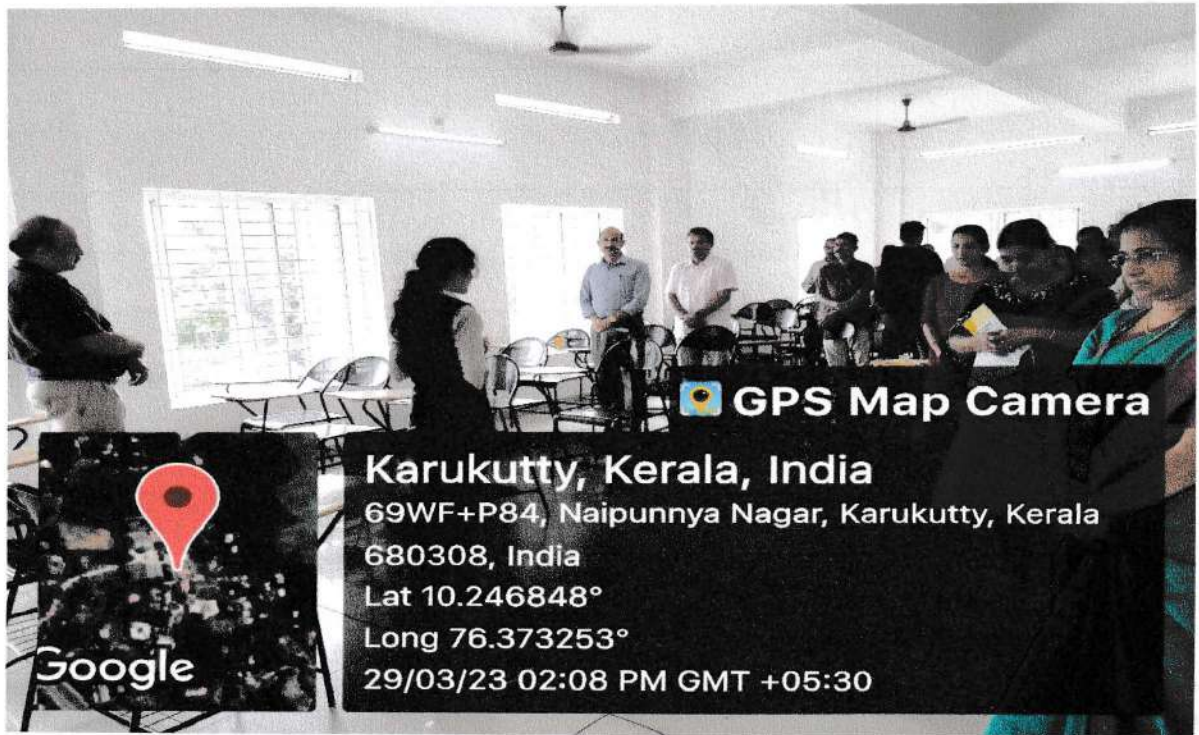 GPS Map Camera
Karukutty, Kerala, India
69WF+P84, Naipunnya Nagar, Karukutty, Kerala
680308, India
Lat 10.246848°
Long 76.373253°
29/03/23 02:08 PM GMT +05:30
Google